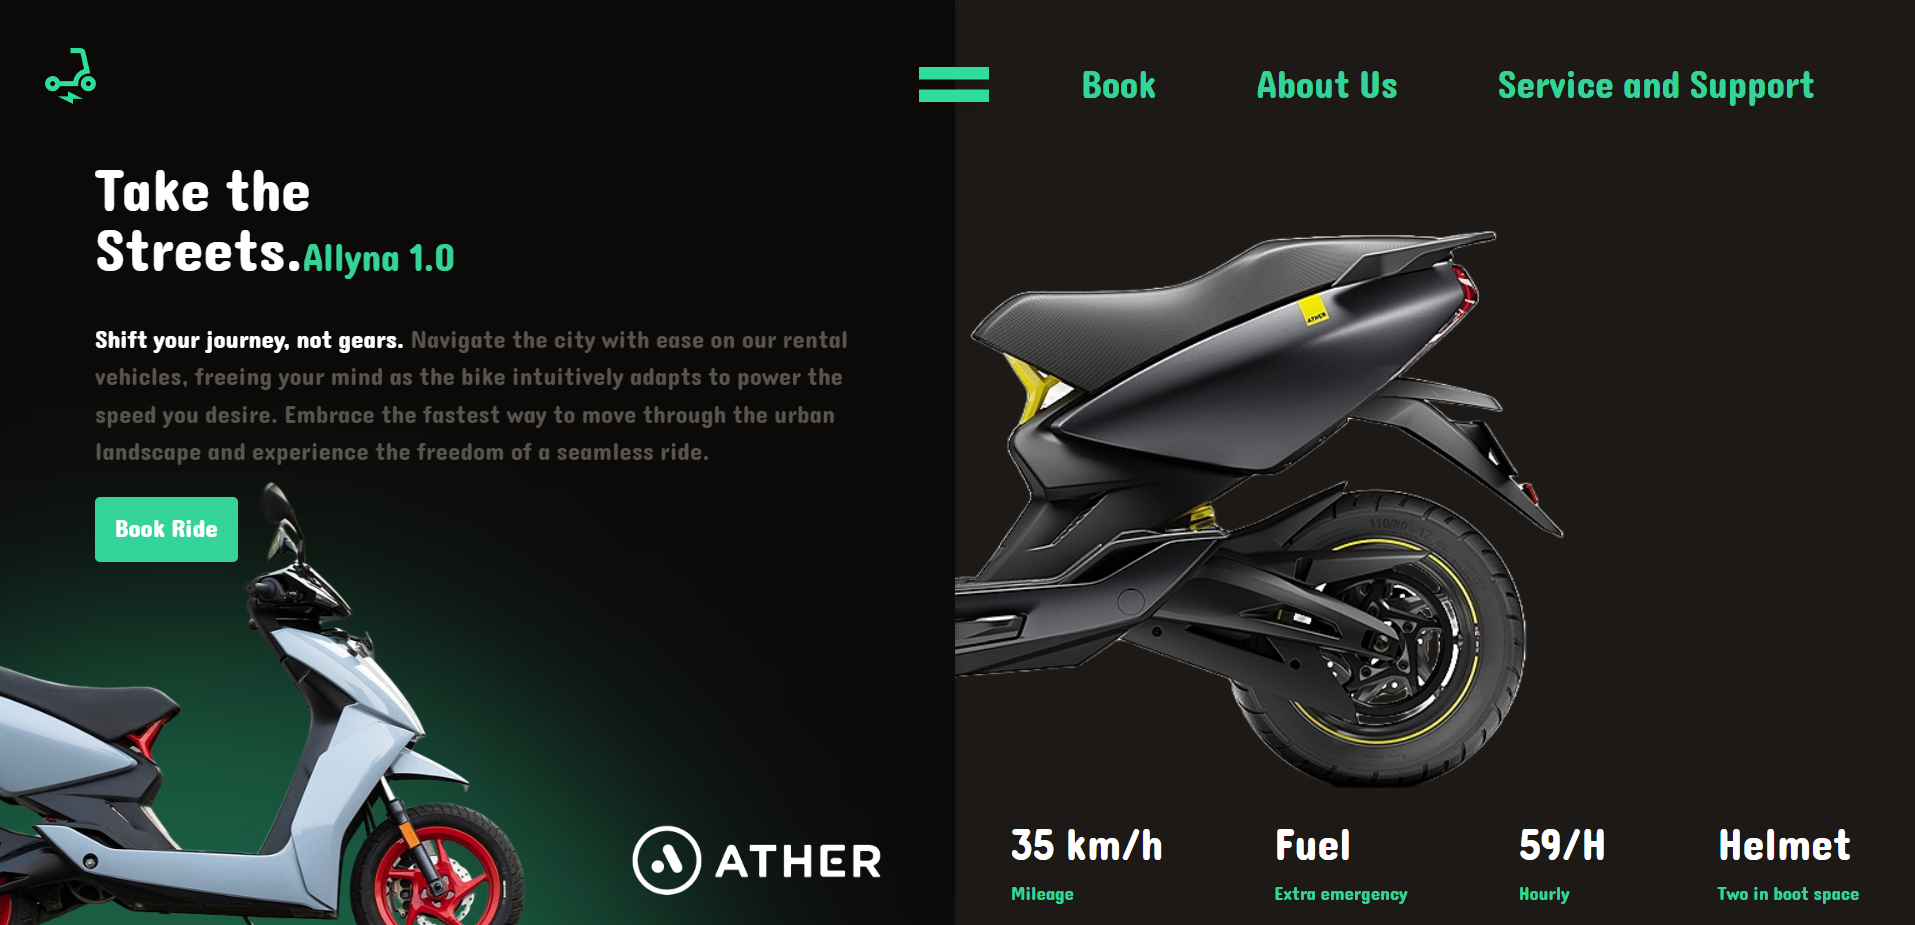 Book
About Us
Service and Support
Take the
Streets.Allyna 1.0
Shift your journey, not gears. Navigate the city with ease on our rental
vehicles, freeing your mind as the bike intuitively adapts to power the
speed you desire. Embrace the fastest way to move through the urban
landscape and experience the freedom of a seamless ride.
Book Ride
ATHER
ATHER
110/80
35 km/h
Mileage
Fuel
Extra emergency
59/H
Hourly
Helmet
Two in boot space